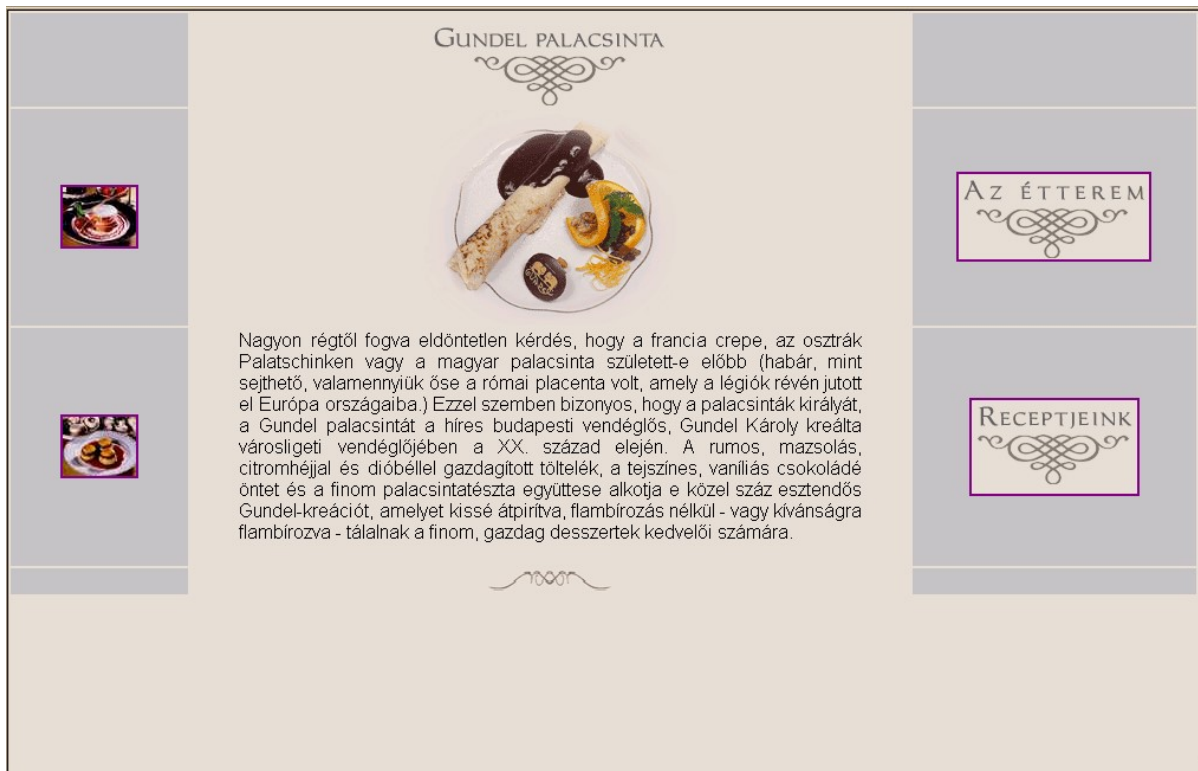 GUNDEL PALACSINTA
Nagyon régtől fogva eldöntetlen kérdés, hogy a francia crepe, az osztrák
Palatschinken vagy a magyar palacsinta született-e előbb (habár, mint
sejthető, valamennyiük őse a római placenta volt, amely a légiók révén jutott
el Európa országaiba.) Ezzel szemben bizonyos, hogy a palacsinták királyát,
a Gundel palacsintát a híres budapesti vendéglős, Gundel Károly kreálta
városligeti vendéglőjében a XX. század elején. A rumos, mazsolás,
citromhéjjal és dióbéllel gazdagított töltelék, a tejszínes, vaníliás csokoládé
öntet és a finom palacsintatészta együttese alkotja e közel száz esztendős
Gundel-kreációt, amelyet kissé átpirítva, flambírozás nélkül - vagy kívánságra
flambírozva - tálalnak a finom, gazdag desszertek kedvelői számára.
AZ ÉTTEREM
RECEPTJEINK